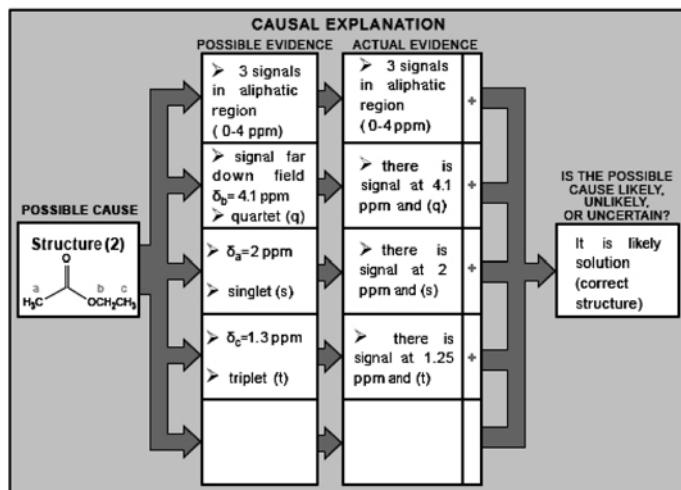 CAUSAL EXPLANATION
POSSIBLE EVIDENCE
ACTUAL EVIDENCE
➤ 3 signals
in aliphatic
region
( 0-4 ppm)
➤ 3 signals
in aliphatic
region
(0-4 ppm)
+
➤ signal far
down field
δb= 4.1 ppm
➤ quartet (q)
➤ there is
signal at 4.1
ppm and (q)
+
➤ δa=2 ppm
➤ singlet (s)
➤ there is
signal at 2
ppm and (s)
+
➤ δc=1.3 ppm
➤ triplet (t)
➤ there is
signal at 1.25
ppm and (t)
+
POSSIBLE CAUSE
Structure (2)
O
a b c
H₃C OCH₂CH₃
IS THE POSSIBLE
CAUSE LIKELY,
UNLIKELY,
OR UNCERTAIN?
It is likely
solution
(correct
structure)